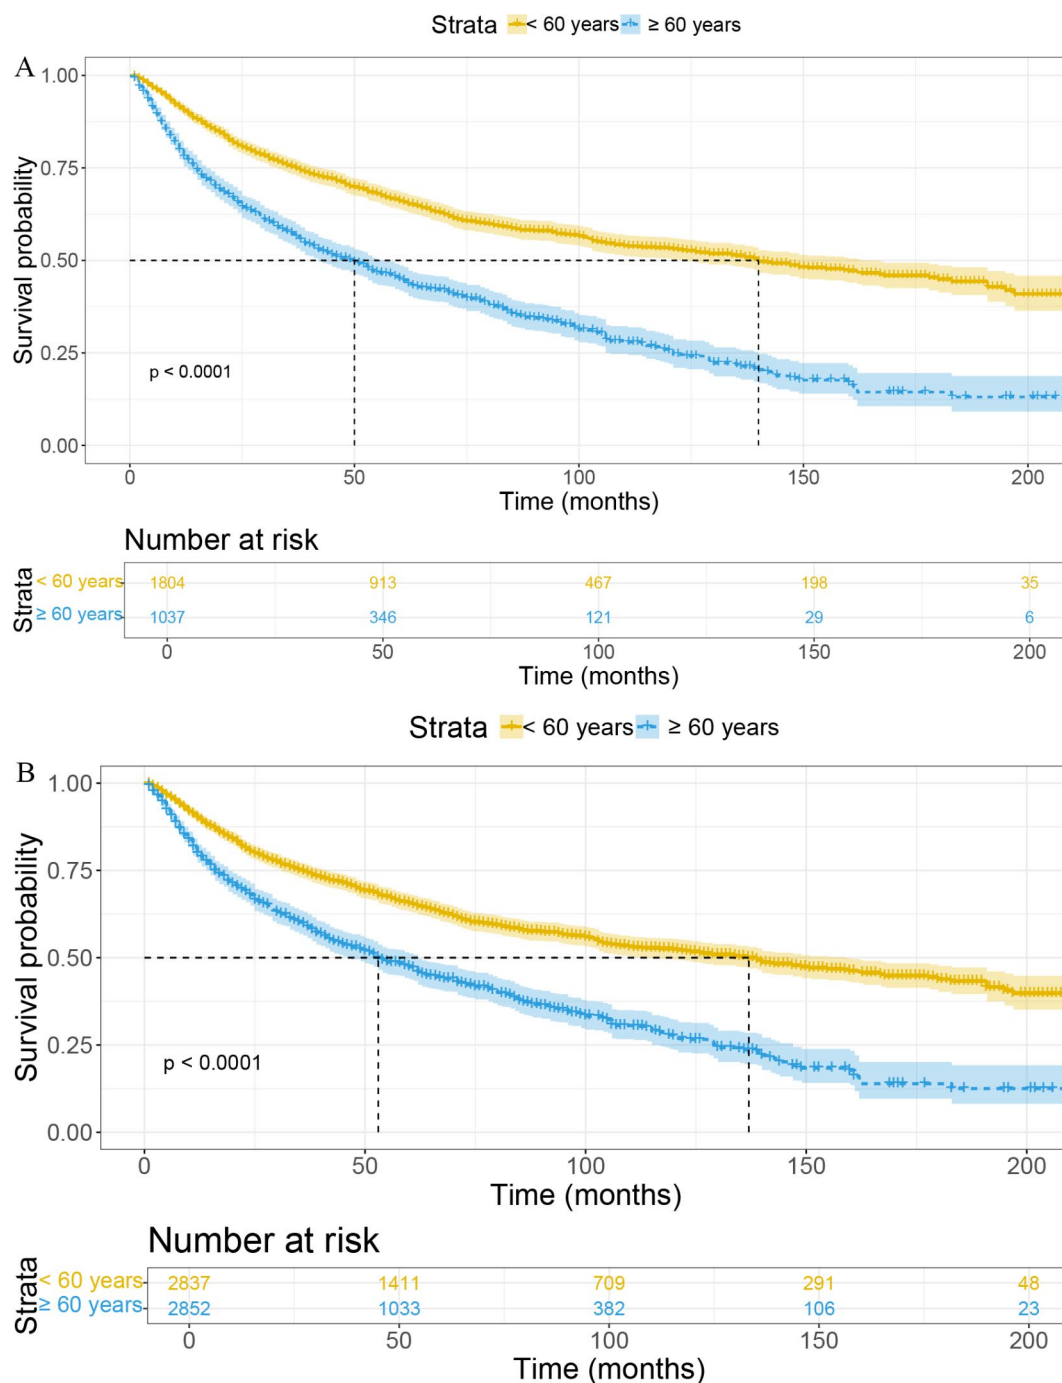 Strata < 60 years ≥ 60 years
A
1.00
0.75
0.50
0.25
0.00
Survival probability
p < 0.0001
0 50 100 150 200
Time (months)
Number at risk
Strata
< 60 years 1804 913 467 198 35
≥ 60 years 1037 346 121 29 6
0 50 100 150 200
Time (months)
Strata < 60 years ≥ 60 years
B
1.00
0.75
0.50
0.25
0.00
Survival probability
p < 0.0001
0 50 100 150 200
Time (months)
Number at risk
Strata
< 60 years 2837 1411 709 291 48
≥ 60 years 2852 1033 382 106 23
0 50 100 150 200
Time (months)